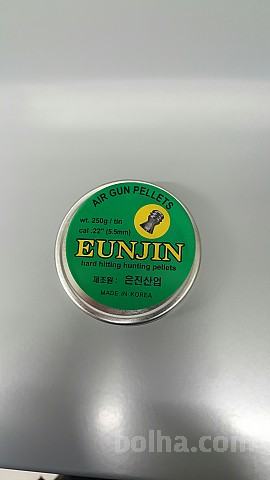 AIR GUN PELLETS
wt. 250g / tin
cal .22" (5.5mm)
EUNJIN
hard hitting hunting pellets
제조원 : 은진산업
MADE IN KOREA
bolha.com